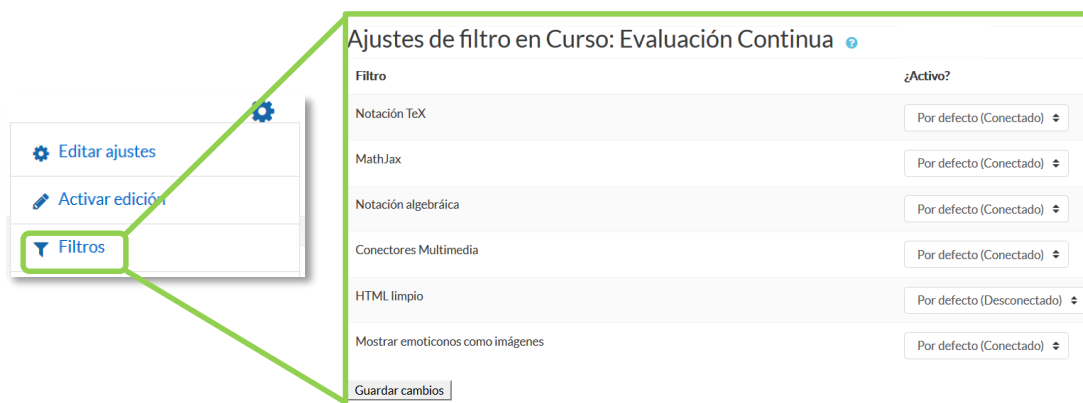 Editar ajustes
Activar edición
Filtros
Ajustes de filtro en Curso: Evaluación Continua ?
Filtro ¿Activo?
Notación TeX Por defecto (Conectado)
MathJax Por defecto (Conectado)
Notación algebráica Por defecto (Conectado)
Conectores Multimedia Por defecto (Conectado)
HTML limpio Por defecto (Desconectado)
Mostrar emoticonos como imágenes Por defecto (Conectado)
Guardar cambios